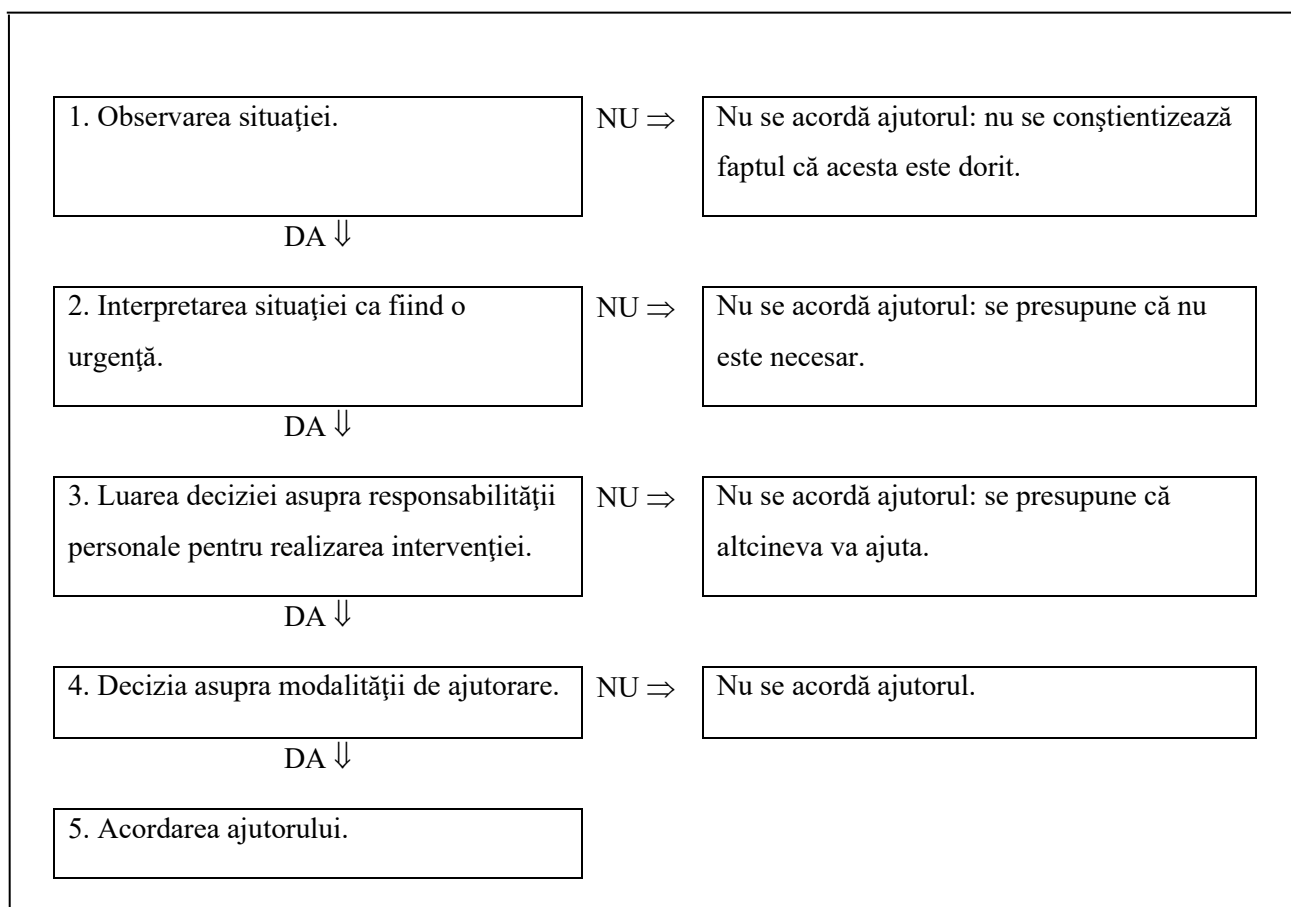 1. Observarea situaţiei.
NU ⇒
Nu se acordă ajutorul: nu se conştientizează
faptul că acesta este dorit.
DA ⇓
2. Interpretarea situaţiei ca fiind o
urgenţă.
NU ⇒
Nu se acordă ajutorul: se presupune că nu
este necesar.
DA ⇓
3. Luarea deciziei asupra responsabilităţii
personale pentru realizarea intervenţiei.
NU ⇒
Nu se acordă ajutorul: se presupune că
altcineva va ajuta.
DA ⇓
4. Decizia asupra modalităţii de ajutorare.
NU ⇒
Nu se acordă ajutorul.
DA ⇓
5. Acordarea ajutorului.